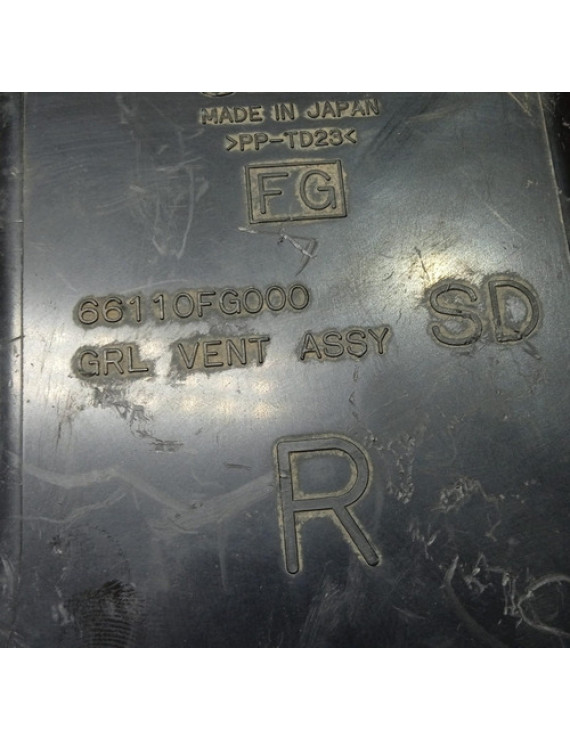 MADE IN JAPAN
>PP-TD23<
FG
66110FG000
GRL VENT ASSY
SD
R